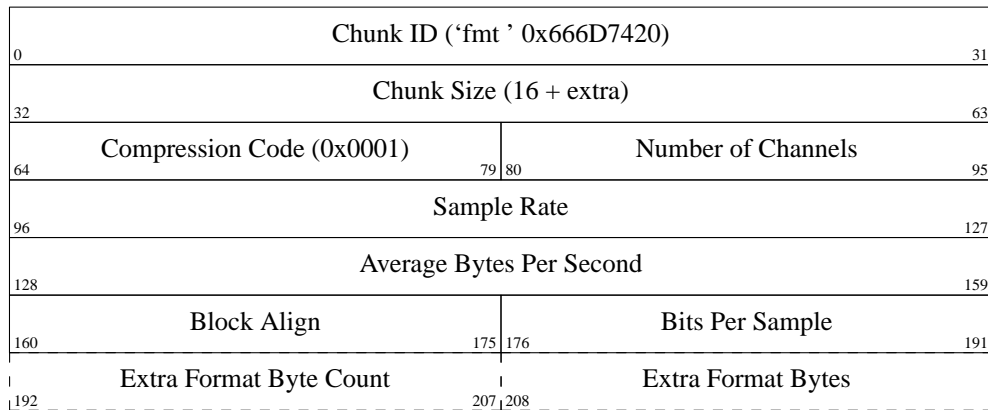 Chunk ID (‘fmt ’ 0x666D7420)
0 31
Chunk Size (16 + extra)
32 63
Compression Code (0x0001) Number of Channels
64 79 80 95
Sample Rate
96 127
Average Bytes Per Second
128 159
Block Align Bits Per Sample
160 175 176 191
Extra Format Byte Count Extra Format Bytes
192 207 208